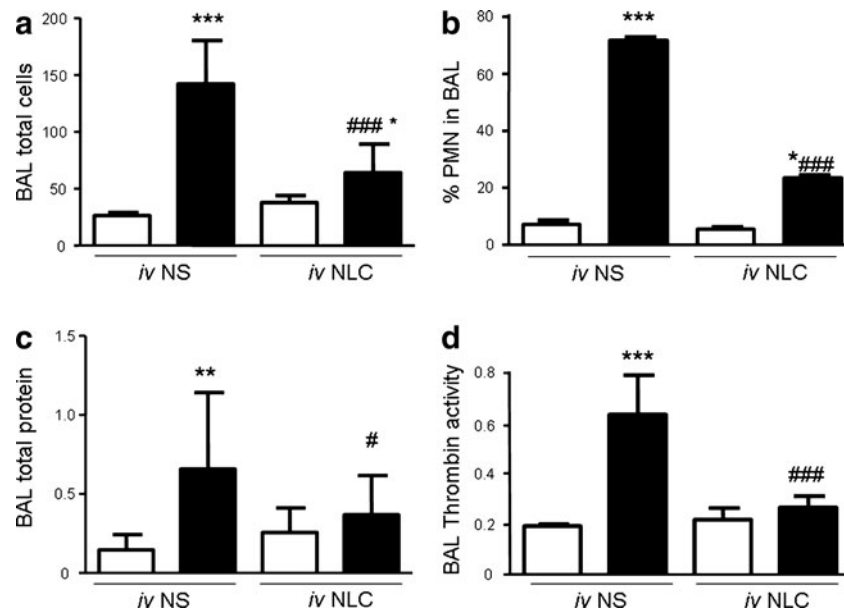 a
BAL total cells
200
150
100
50
0
***
### *
iv NS
iv NLC
b
% PMN in BAL
80
60
40
20
0
***
*###
iv NS
iv NLC
c
BAL total protein
1.5
1.0
0.5
0
**
#
iv NS
iv NLC
d
BAL Thrombin activity
0.8
0.6
0.4
0.2
0
***
###
iv NS
iv NLC